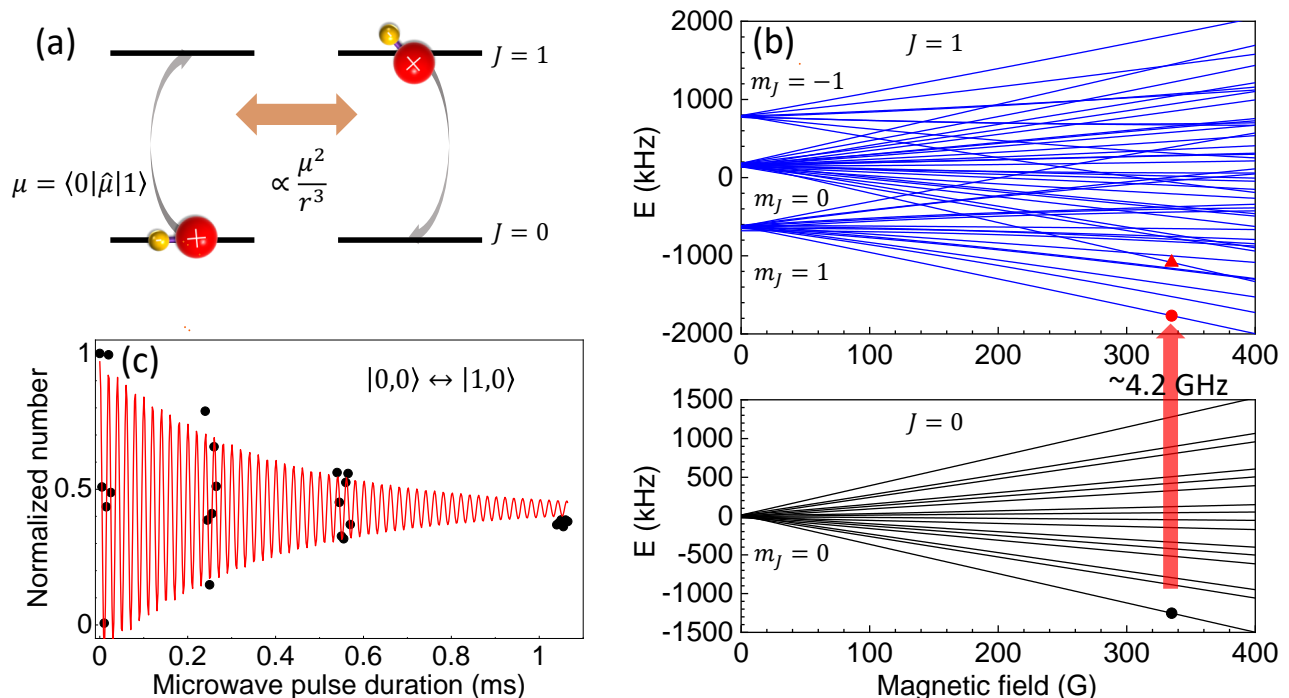 (a)
J = 1
μ = ⟨0|μ̂|1⟩
∝ μ²/r³
J = 0
(b)
J = 1
m_J = −1
m_J = 0
m_J = 1
E (kHz)
2000
1000
0
-1000
-2000
0 100 200 300 400
~4.2 GHz
J = 0
m_J = 0
E (kHz)
1500
1000
500
0
-500
-1000
-1500
0 100 200 300 400
Magnetic field (G)
(c)
|0,0⟩ ↔ |1,0⟩
Normalized number
1
0.5
0
0 0.2 0.4 0.6 0.8 1
Microwave pulse duration (ms)